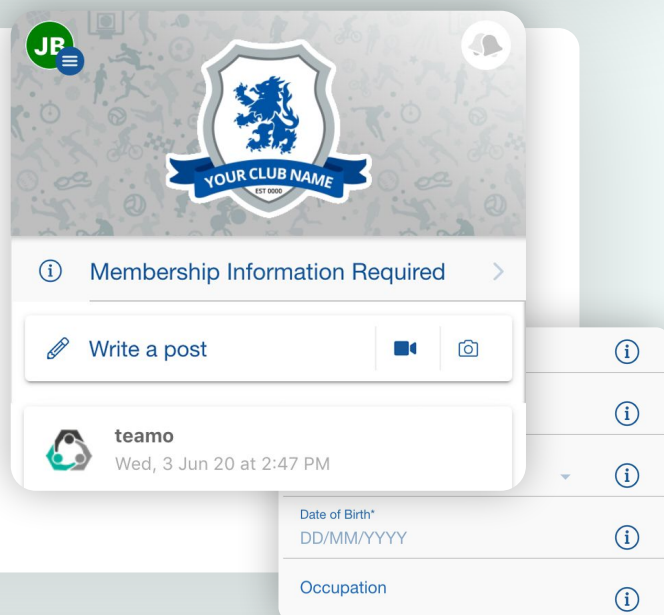 JB
YOUR CLUB NAME
EST 0000
Membership Information Required
Write a post
teamo
Wed, 3 Jun 20 at 2:47 PM
Date of Birth*
DD/MM/YYYY
Occupation